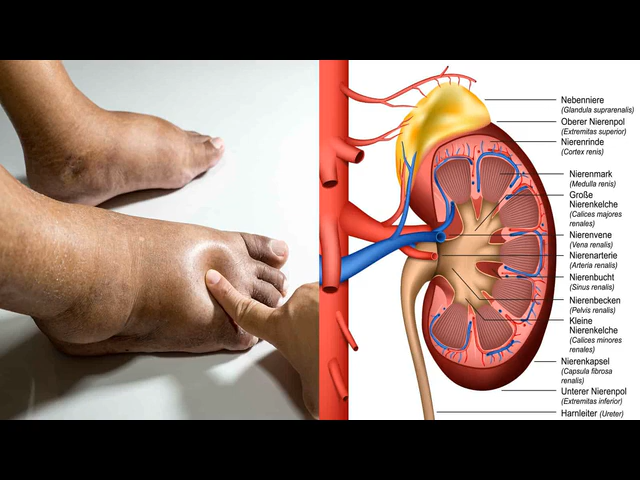 Nebenniere
(Glandula suprarenalis)
Oberer Nierenpol
(Extremitas superior)
Nierenrinde
(Cortex renis)
Nierenmark
(Medulla renis)
Große
Nierenkelche
(Calices majores
renales)
Nierenvene
(Vena renalis)
Nierenarterie
(Arteria renalis)
Nierenbucht
(Sinus renalis)
Nierenbecken
(Pelvis renalis)
Kleine
Nierenkelche
(Calices minores
renales)
Nierenkapsel
(Capsula fibrosa
renalis)
Unterer Nierenpol
(Extremitas inferior)
Harnleiter (Ureter)